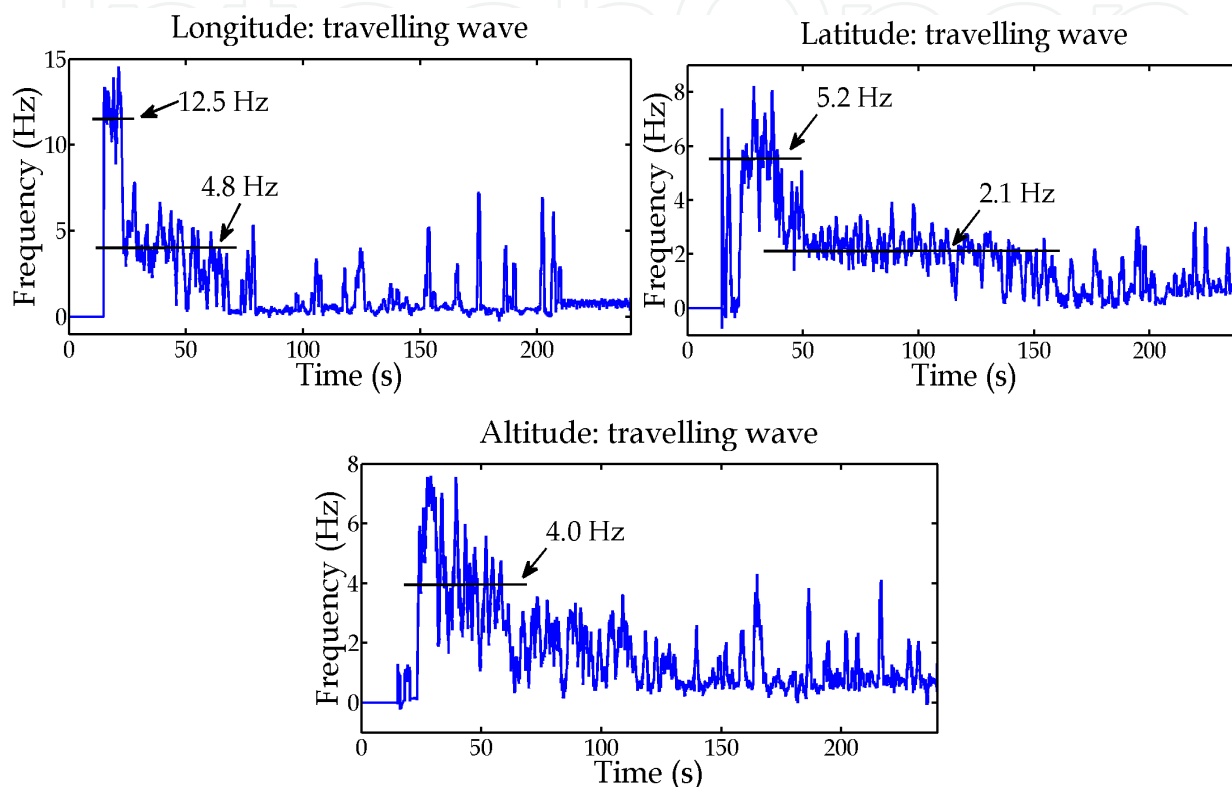 Longitude: travelling wave
15
10
5
0
Frequency (Hz)
12.5 Hz
4.8 Hz
0 50 100 150 200
Time (s)
Latitude: travelling wave
8
6
4
2
0
Frequency (Hz)
5.2 Hz
2.1 Hz
0 50 100 150 200
Time (s)
Altitude: travelling wave
8
6
4
2
0
Frequency (Hz)
4.0 Hz
0 50 100 150 200
Time (s)